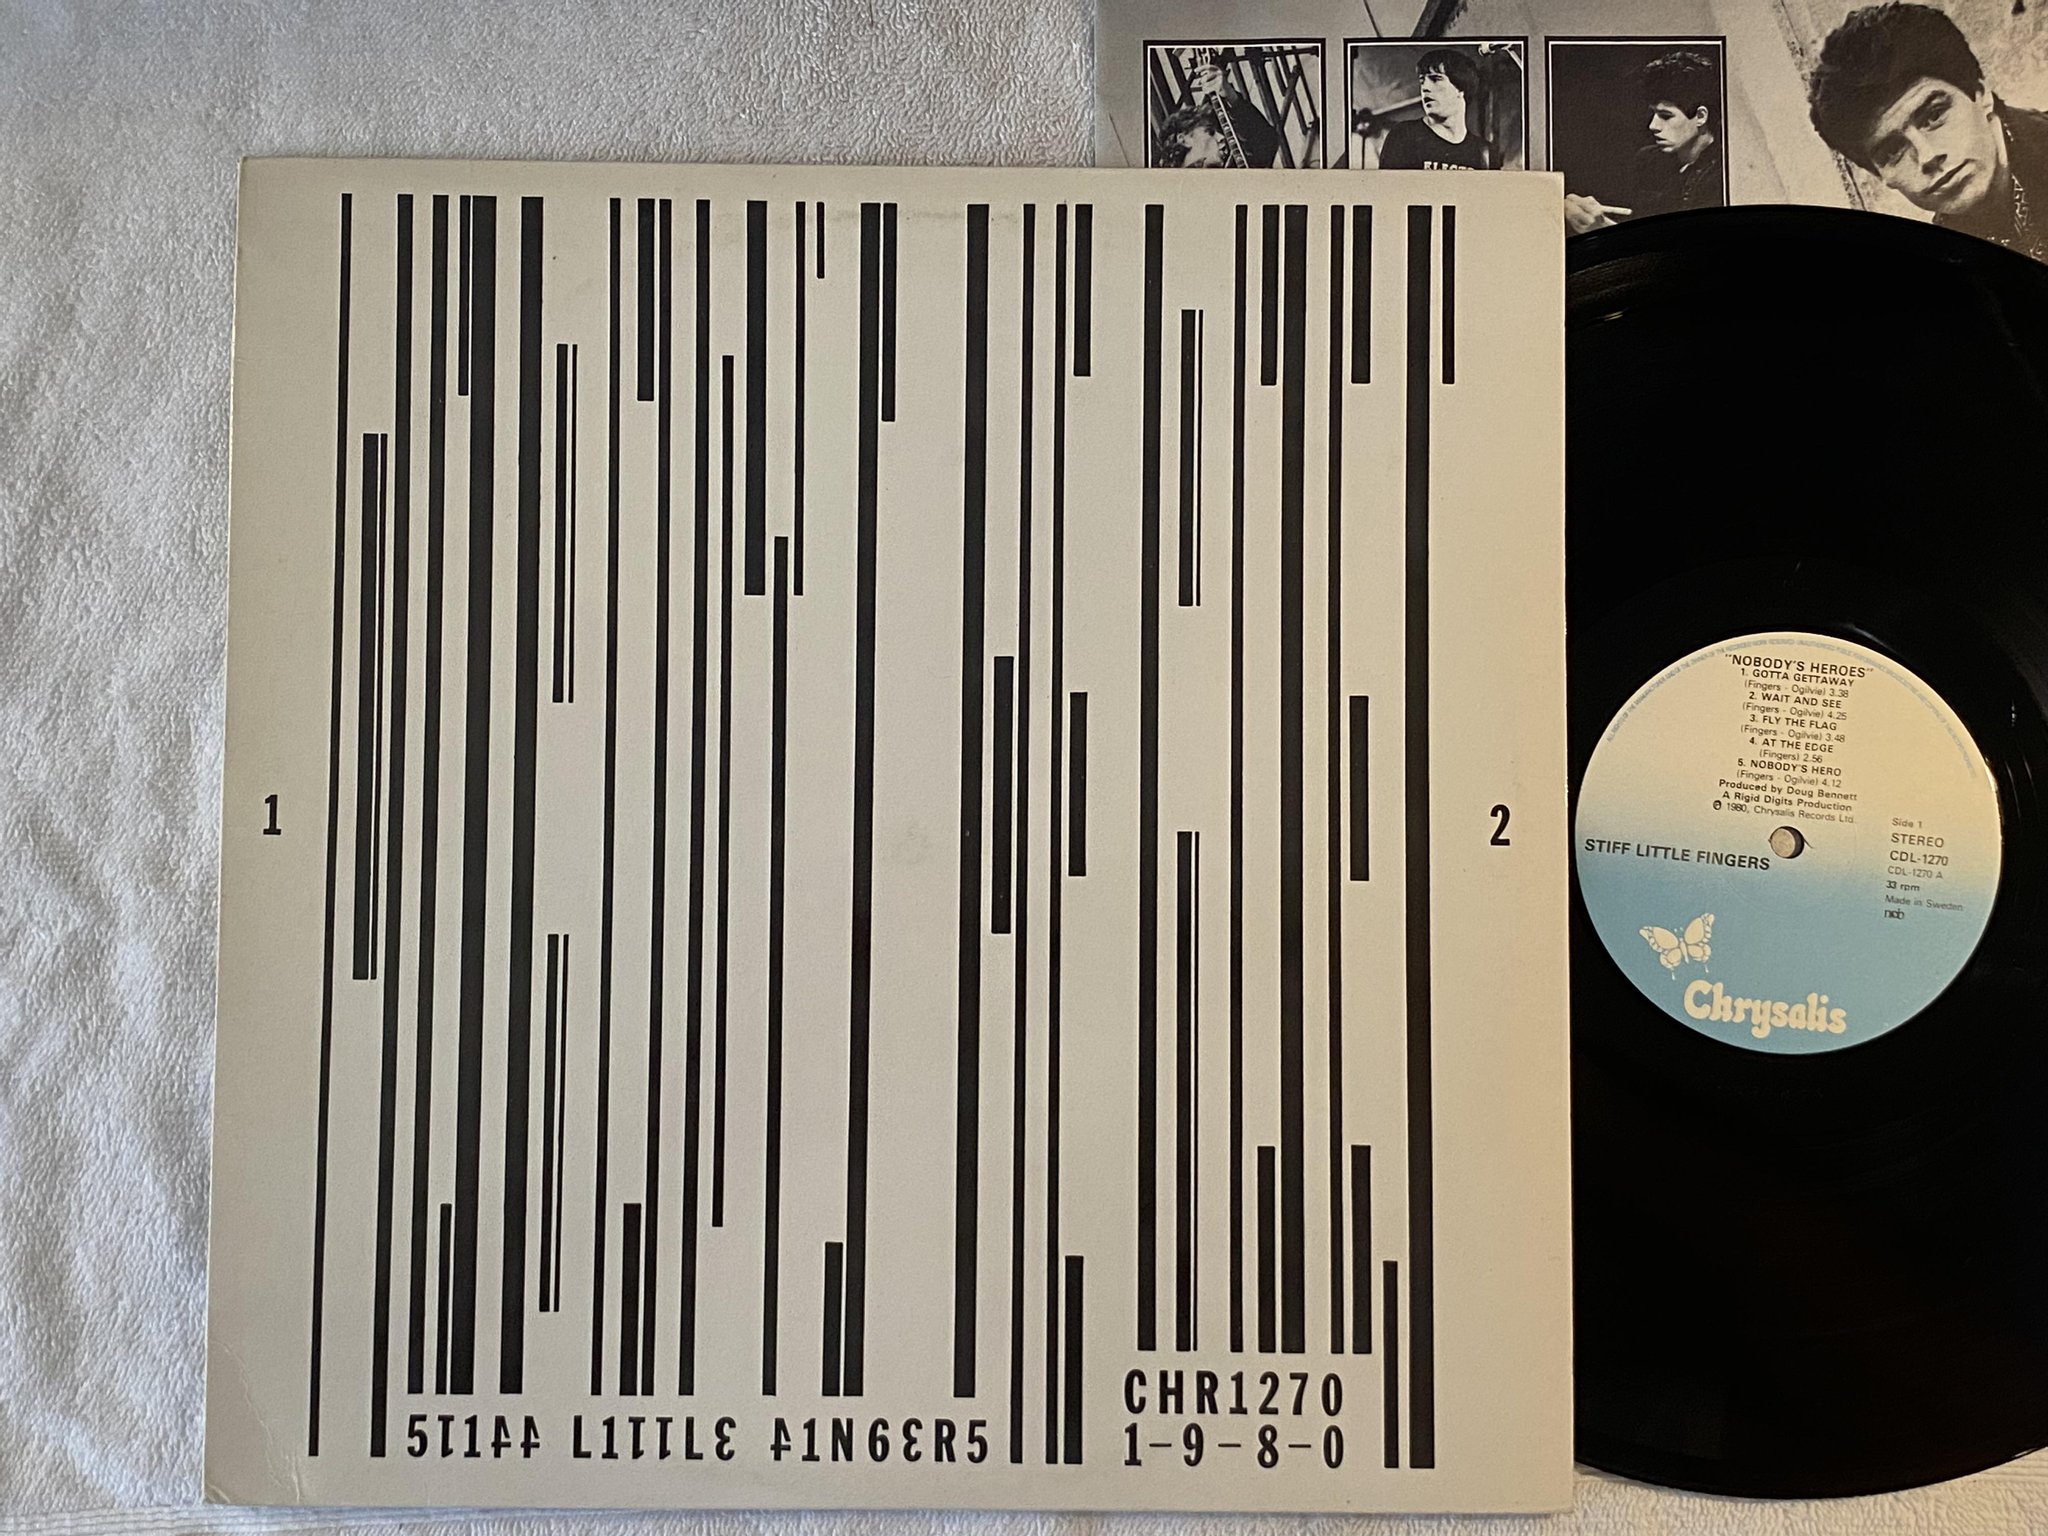 ELECTR
1
2
CHR1270
1-9-8-0
5T1FF L1TTLE F1N6ER5
"NOBODY'S HEROES"
1. GOTTA GETTAWAY
(Fingers - Ogilvie) 3.38
2. WAIT AND SEE
(Fingers - Ogilvie) 4.25
3. FLY THE FLAG
(Fingers - Ogilvie) 3.48
4. AT THE EDGE
(Fingers) 2.56
5. NOBODY'S HERO
(Fingers - Ogilvie) 4.12
Produced by Doug Bennett
A Rigid Digits Production
℗ 1980, Chrysalis Records Ltd.
STIFF LITTLE FINGERS
Side 1
STEREO
CDL-1270
CDL-1270 A
33 rpm
Made in Sweden
ncb
Chrysalis